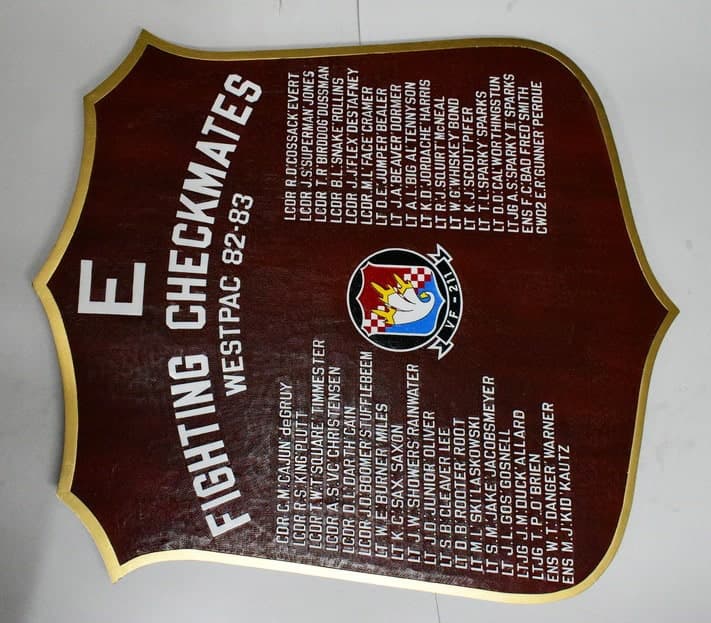 E
FIGHTING CHECKMATES
WESTPAC 82-83
CDR C.M.'CAJUN' deGRUY
LCDR R.S.'KING' PLUTT
LCDR T.W.'T SQUARE' TIMMESTER
LCDR A.S.'VC' CHRISTENSEN
LCDR D.L.'DARTH' CAIN
LCDR J.C.'BOOMER' STUFFLEBEEM
LT W.E.'BURNER' MILES
LT K.C.'SAX' SAXON
LT J.W.'SHOWERS' RAINWATER
LT J.D.'JUNIOR' OLIVER
LT S.B.'CLEAVER' LEE
LT D.R.'ROOTER' ROOT
LT M.P.'SKI' LASKOWSKI
LT S.M.'JAKE' JACOBSMEYER
LT J.L.'GOS' GOSNELL
LTJG J.M.'DUCK' ALLARD
LTJG T.P.'O' BRIEN
ENS W.T.'DANGER' WARNER
ENS M.J.'KID' KAUTZ
VF-211
LCDR R.U.'COSSACK' EVERT
LCDR J.S.'SUPERMAN' JONES
LCDR T.R.'BIRDDOG' DUSSMAN
LCDR B.L.'SNAKE' ROLLINS
LCDR J.J.'FLEX' DESTAFNEY
LCDR M.L.'FACE' CRAMER
LT D.E.'JUMPER' BEALER
LT J.A.'BEAVER' DORMER
LT A.L.'BIG AL' TENNYSON
LT K.D.'JORDACHE' HARRIS
LT R.J.'SQUIRT' McNEAL
LT W.G.'WHISKEY' BOND
LT K.J.'SCOUT' PIFER
LT T.L.'SPARKY' SPARKS
LT D.D.'CAL' WORTHINGSTUN
LTJG A.S.'SPARKY II' SPARKS
ENS F.C.'BAD FRED' SMITH
CWO2 E.R.'GUNNER' PERDUE